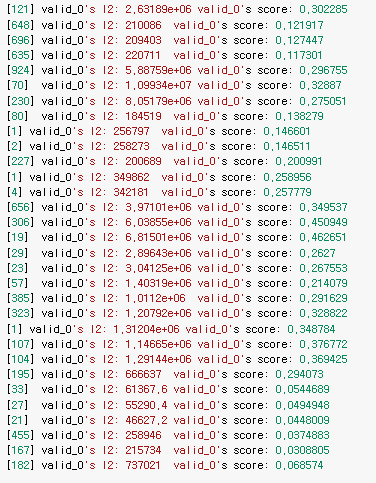 [121] valid_0's l2: 2,63189e+06 valid_0's score: 0,302285
[648] valid_0's l2: 210086 valid_0's score: 0,121917
[696] valid_0's l2: 209403 valid_0's score: 0,127447
[635] valid_0's l2: 220711 valid_0's score: 0,117301
[924] valid_0's l2: 5,88759e+06 valid_0's score: 0,296755
[70] valid_0's l2: 1,09934e+07 valid_0's score: 0,32887
[230] valid_0's l2: 8,05179e+06 valid_0's score: 0,275051
[80] valid_0's l2: 184519 valid_0's score: 0,138279
[1] valid_0's l2: 256797 valid_0's score: 0,146601
[2] valid_0's l2: 258273 valid_0's score: 0,146511
[227] valid_0's l2: 200689 valid_0's score: 0,200991
[1] valid_0's l2: 349862 valid_0's score: 0,258956
[4] valid_0's l2: 342181 valid_0's score: 0,257779
[656] valid_0's l2: 3,97101e+06 valid_0's score: 0,349537
[306] valid_0's l2: 6,03855e+06 valid_0's score: 0,450949
[19] valid_0's l2: 6,81501e+06 valid_0's score: 0,462651
[29] valid_0's l2: 2,89643e+06 valid_0's score: 0,2627
[23] valid_0's l2: 3,04125e+06 valid_0's score: 0,267553
[57] valid_0's l2: 1,40319e+06 valid_0's score: 0,214079
[385] valid_0's l2: 1,0112e+06 valid_0's score: 0,291629
[323] valid_0's l2: 1,20792e+06 valid_0's score: 0,328822
[1] valid_0's l2: 1,31204e+06 valid_0's score: 0,348784
[107] valid_0's l2: 1,14665e+06 valid_0's score: 0,376772
[104] valid_0's l2: 1,29144e+06 valid_0's score: 0,369425
[195] valid_0's l2: 666637 valid_0's score: 0,294073
[33] valid_0's l2: 61367,6 valid_0's score: 0,0544689
[27] valid_0's l2: 55290,4 valid_0's score: 0,0494948
[21] valid_0's l2: 46627,2 valid_0's score: 0,0448009
[455] valid_0's l2: 258946 valid_0's score: 0,0374883
[167] valid_0's l2: 215734 valid_0's score: 0,0308805
[182] valid_0's l2: 737021 valid_0's score: 0,068574